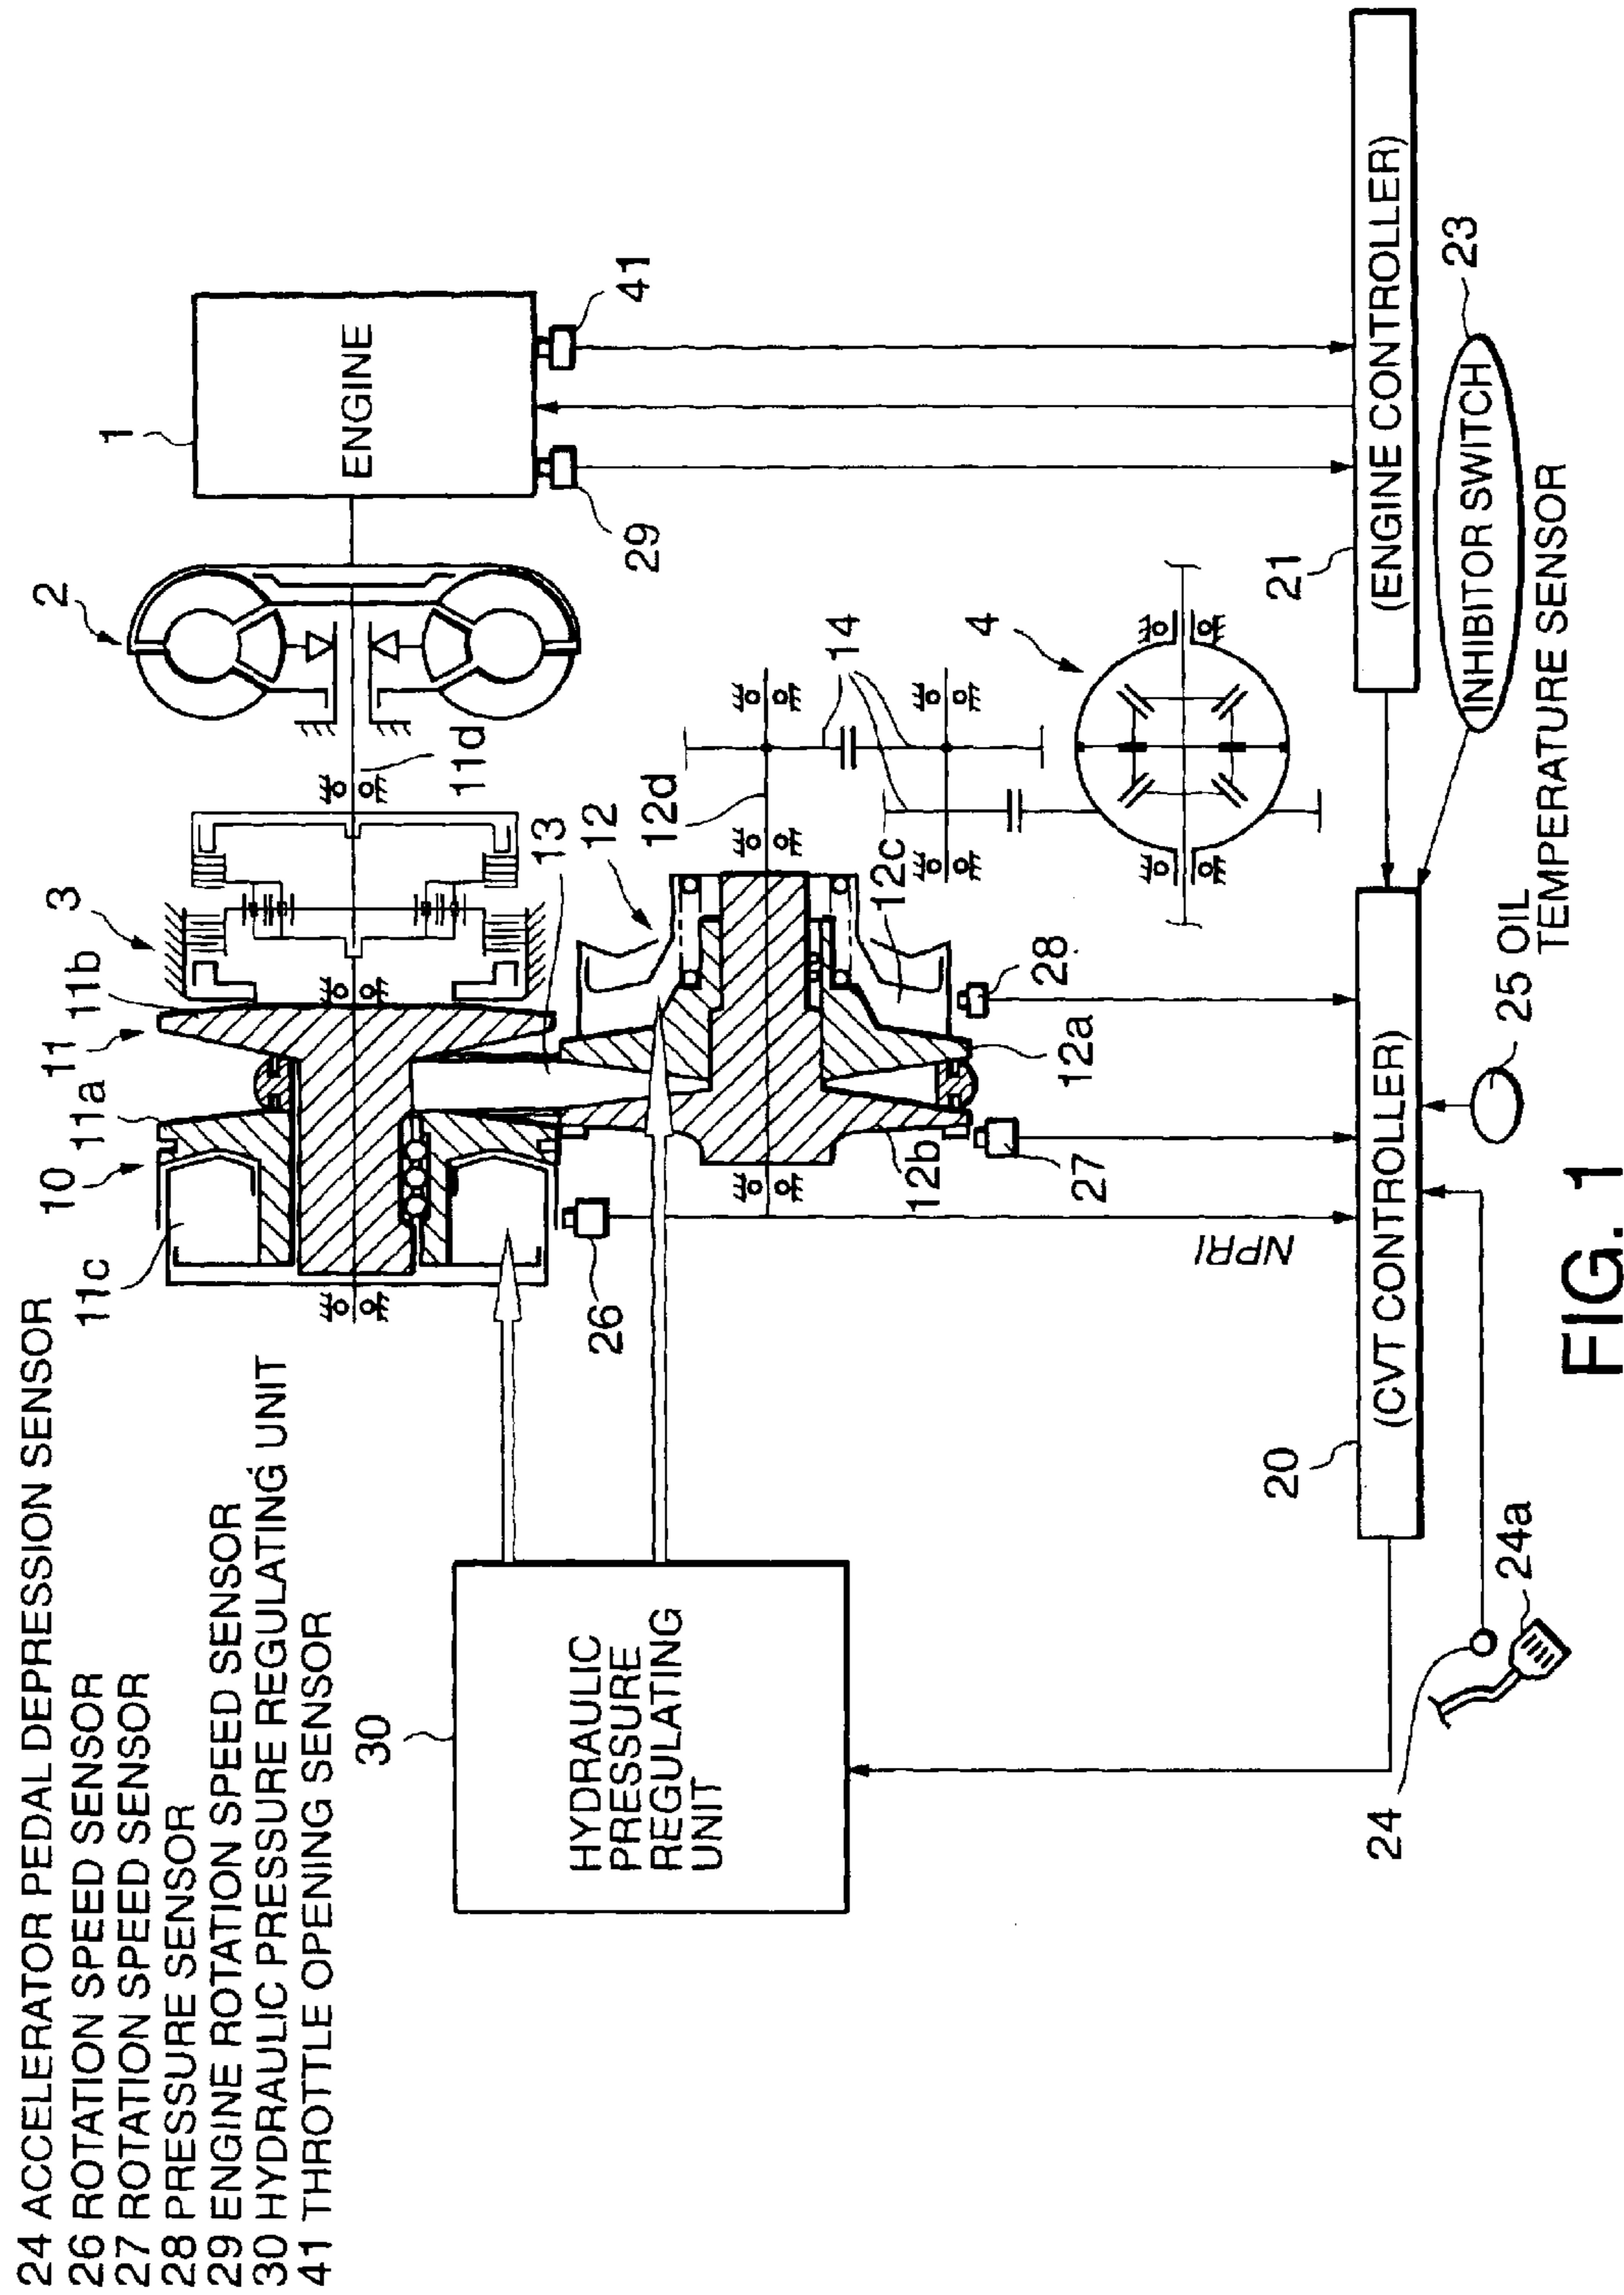 24 ACCELERATOR PEDAL DEPRESSION SENSOR
26 ROTATION SPEED SENSOR
27 ROTATION SPEED SENSOR
28 PRESSURE SENSOR
29 ENGINE ROTATION SPEED SENSOR
30 HYDRAULIC PRESSURE REGULATING UNIT
41 THROTTLE OPENING SENSOR
11c
10
11a
11
11b
3
2
1
ENGINE
11d
41
29
13
12
12d
14
4
12c
30
HYDRAULIC
PRESSURE
REGULATING
UNIT
26
12b
12a
27
28
NPRI
20
(CVT CONTROLLER)
21
(ENGINE CONTROLLER)
24
24a
25 OIL
TEMPERATURE SENSOR
INHIBITOR SWITCH
23
FIG. 1